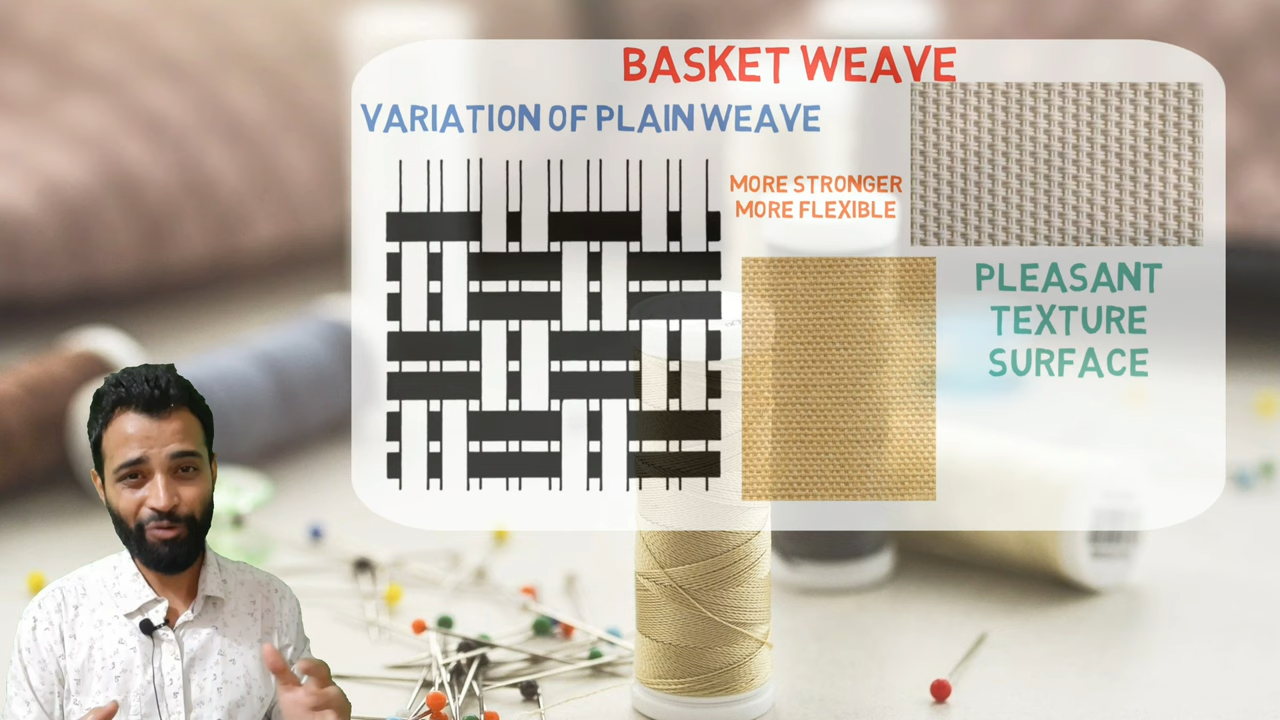 BASKET WEAVE
VARIATION OF PLAIN WEAVE
MORE STRONGER
MORE FLEXIBLE
PLEASANT
TEXTURE
SURFACE